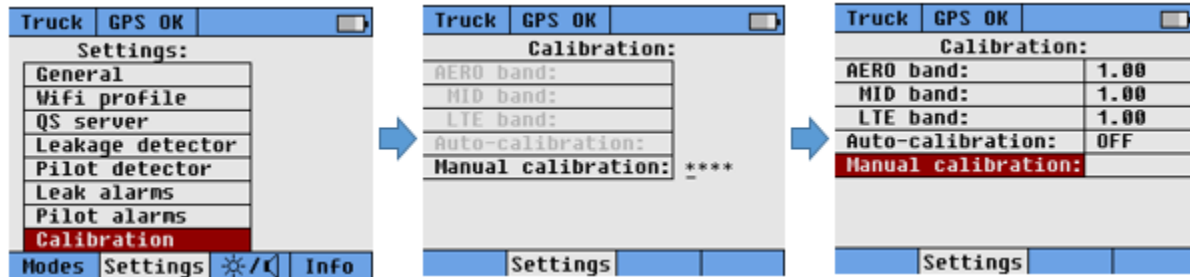 Truck GPS OK
Settings:
General
Wifi profile
QS server
Leakage detector
Pilot detector
Leak alarms
Pilot alarms
Calibration
Modes Settings / Info
Truck GPS OK
Calibration:
AERO band:
MID band:
LTE band:
Auto-calibration:
Manual calibration: ****
Settings
Truck GPS OK
Calibration:
AERO band: 1.00
MID band: 1.00
LTE band: 1.00
Auto-calibration: OFF
Manual calibration:
Settings